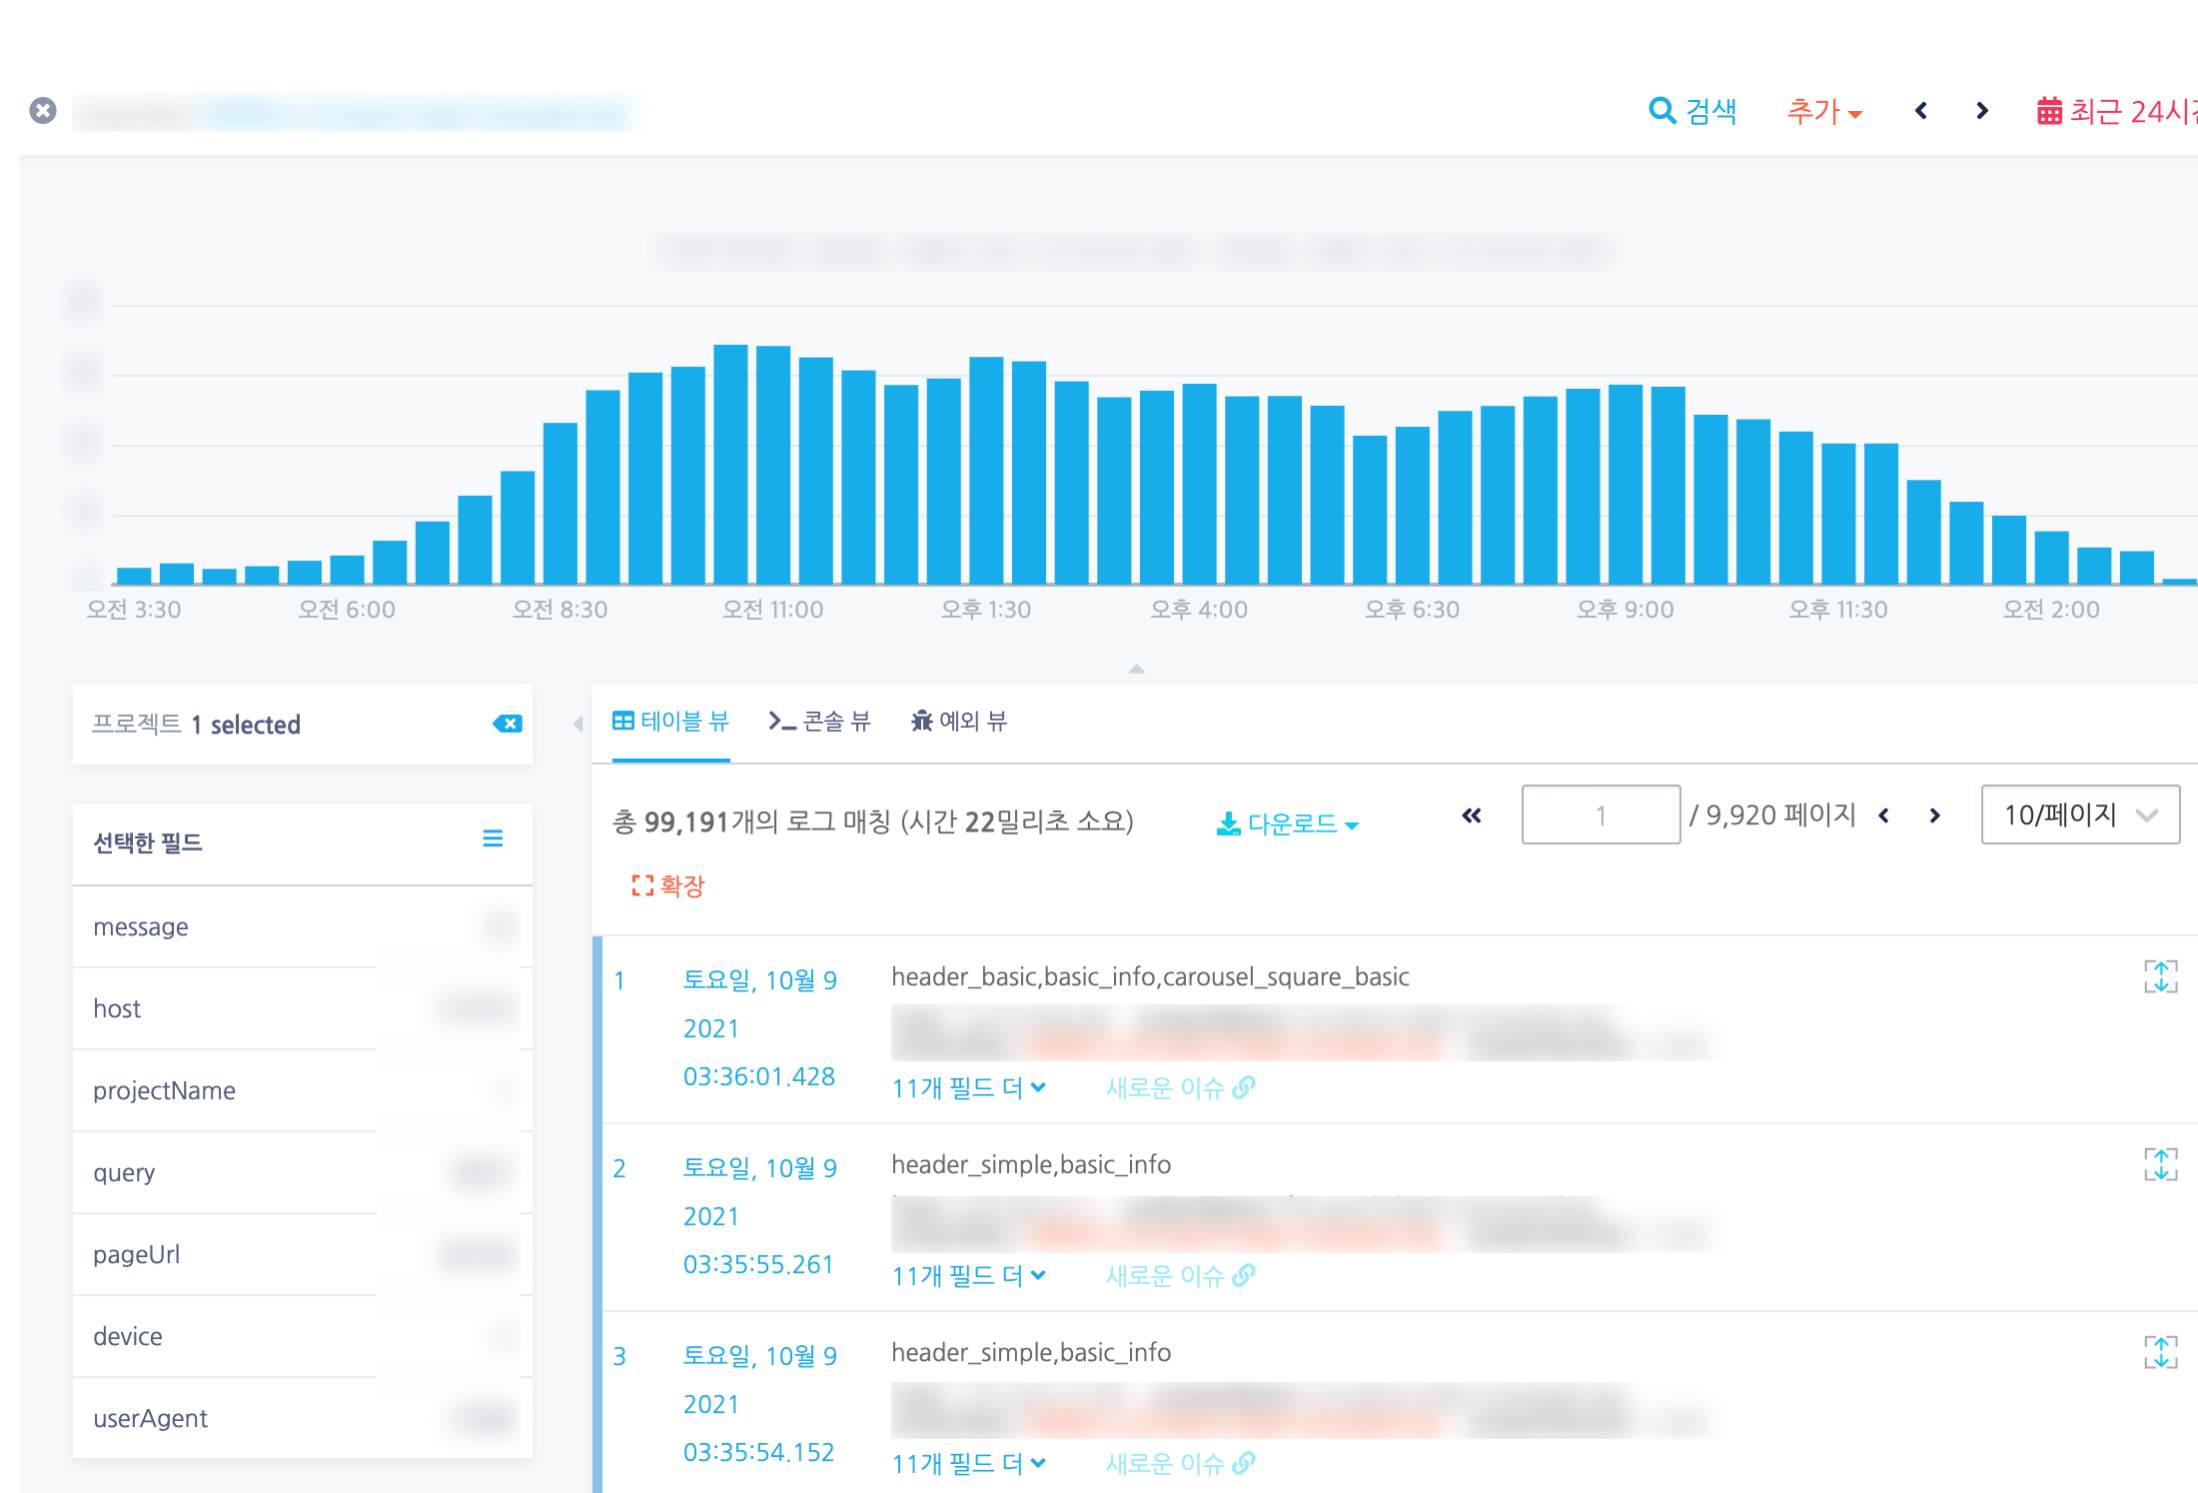 검색 추가 최근 24시간
오전 3:30 오전 6:00 오전 8:30 오전 11:00 오후 1:30 오후 4:00 오후 6:30 오후 9:00 오후 11:30 오전 2:00
프로젝트 1 selected
선택한 필드
message
host
projectName
query
pageUrl
device
userAgent
테이블 뷰 콘솔 뷰 예외 뷰
총 99,191개의 로그 매칭 (시간 22밀리초 소요) 다운로드 1 / 9,920 페이지 10/페이지
확장
1 토요일, 10월 9 header_basic,basic_info,carousel_square_basic
2021
03:36:01.428 11개 필드 더 새로운 이슈
2 토요일, 10월 9 header_simple,basic_info
2021
03:35:55.261 11개 필드 더 새로운 이슈
3 토요일, 10월 9 header_simple,basic_info
2021
03:35:54.152 11개 필드 더 새로운 이슈